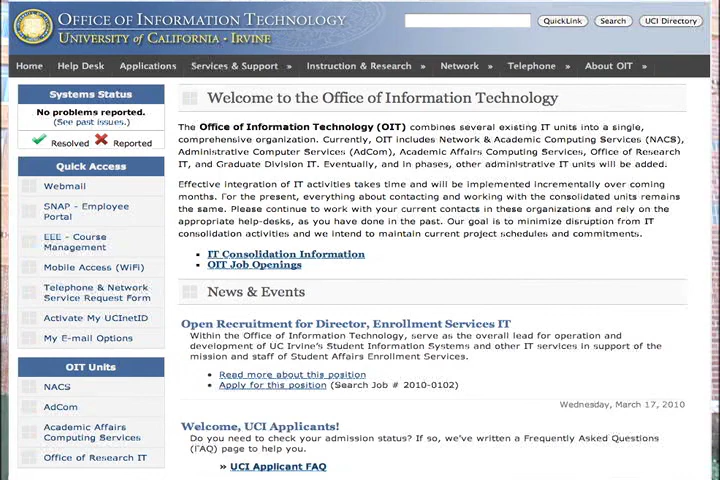 OFFICE OF INFORMATION TECHNOLOGY
UNIVERSITY OF CALIFORNIA · IRVINE
QuickLink
Search
UCI Directory
Home
Help Desk
Applications
Services & Support »
Instruction & Research »
Network »
Telephone »
About OIT »
Systems Status
No problems reported.
(See past issues.)
Resolved
Reported
Quick Access
Webmail
SNAP - Employee
Portal
EEE - Course
Management
Mobile Access (WiFi)
Telephone & Network
Service Request Form
Activate My UCInetID
My E-mail Options
OIT Units
NACS
AdCom
Academic Affairs
Computing Services
Office of Research IT
Welcome to the Office of Information Technology
The Office of Information Technology (OIT) combines several existing IT units into a single,
comprehensive organization. Currently, OIT includes Network & Academic Computing Services (NACS),
Administrative Computer Services (AdCom), Academic Affairs Computing Services, Office of Research
IT, and Graduate Division IT. Eventually, and in phases, other administrative IT units will be added.
Effective integration of IT activities takes time and will be implemented incrementally over coming
months. For the present, everything about contacting and working with the consolidated units remains
the same. Please continue to work with your current contacts in these organizations and rely on the
appropriate help-desks, as you have done in the past. Our goal is to minimize disruption from IT
consolidation activities and we intend to maintain current project schedules and commitments.
IT Consolidation Information
OIT Job Openings
News & Events
Open Recruitment for Director, Enrollment Services IT
Within the Office of Information Technology, serve as the overall lead for operation and
development of UC Irvine's Student Information Systems and other IT services in support of the
mission and staff of Student Affairs Enrollment Services.
Read more about this position
Apply for this position (Search Job # 2010-0102)
Wednesday, March 17, 2010
Welcome, UCI Applicants!
Do you need to check your admission status? If so, we've written a Frequently Asked Questions
(FAQ) page to help you.
» UCI Applicant FAQ